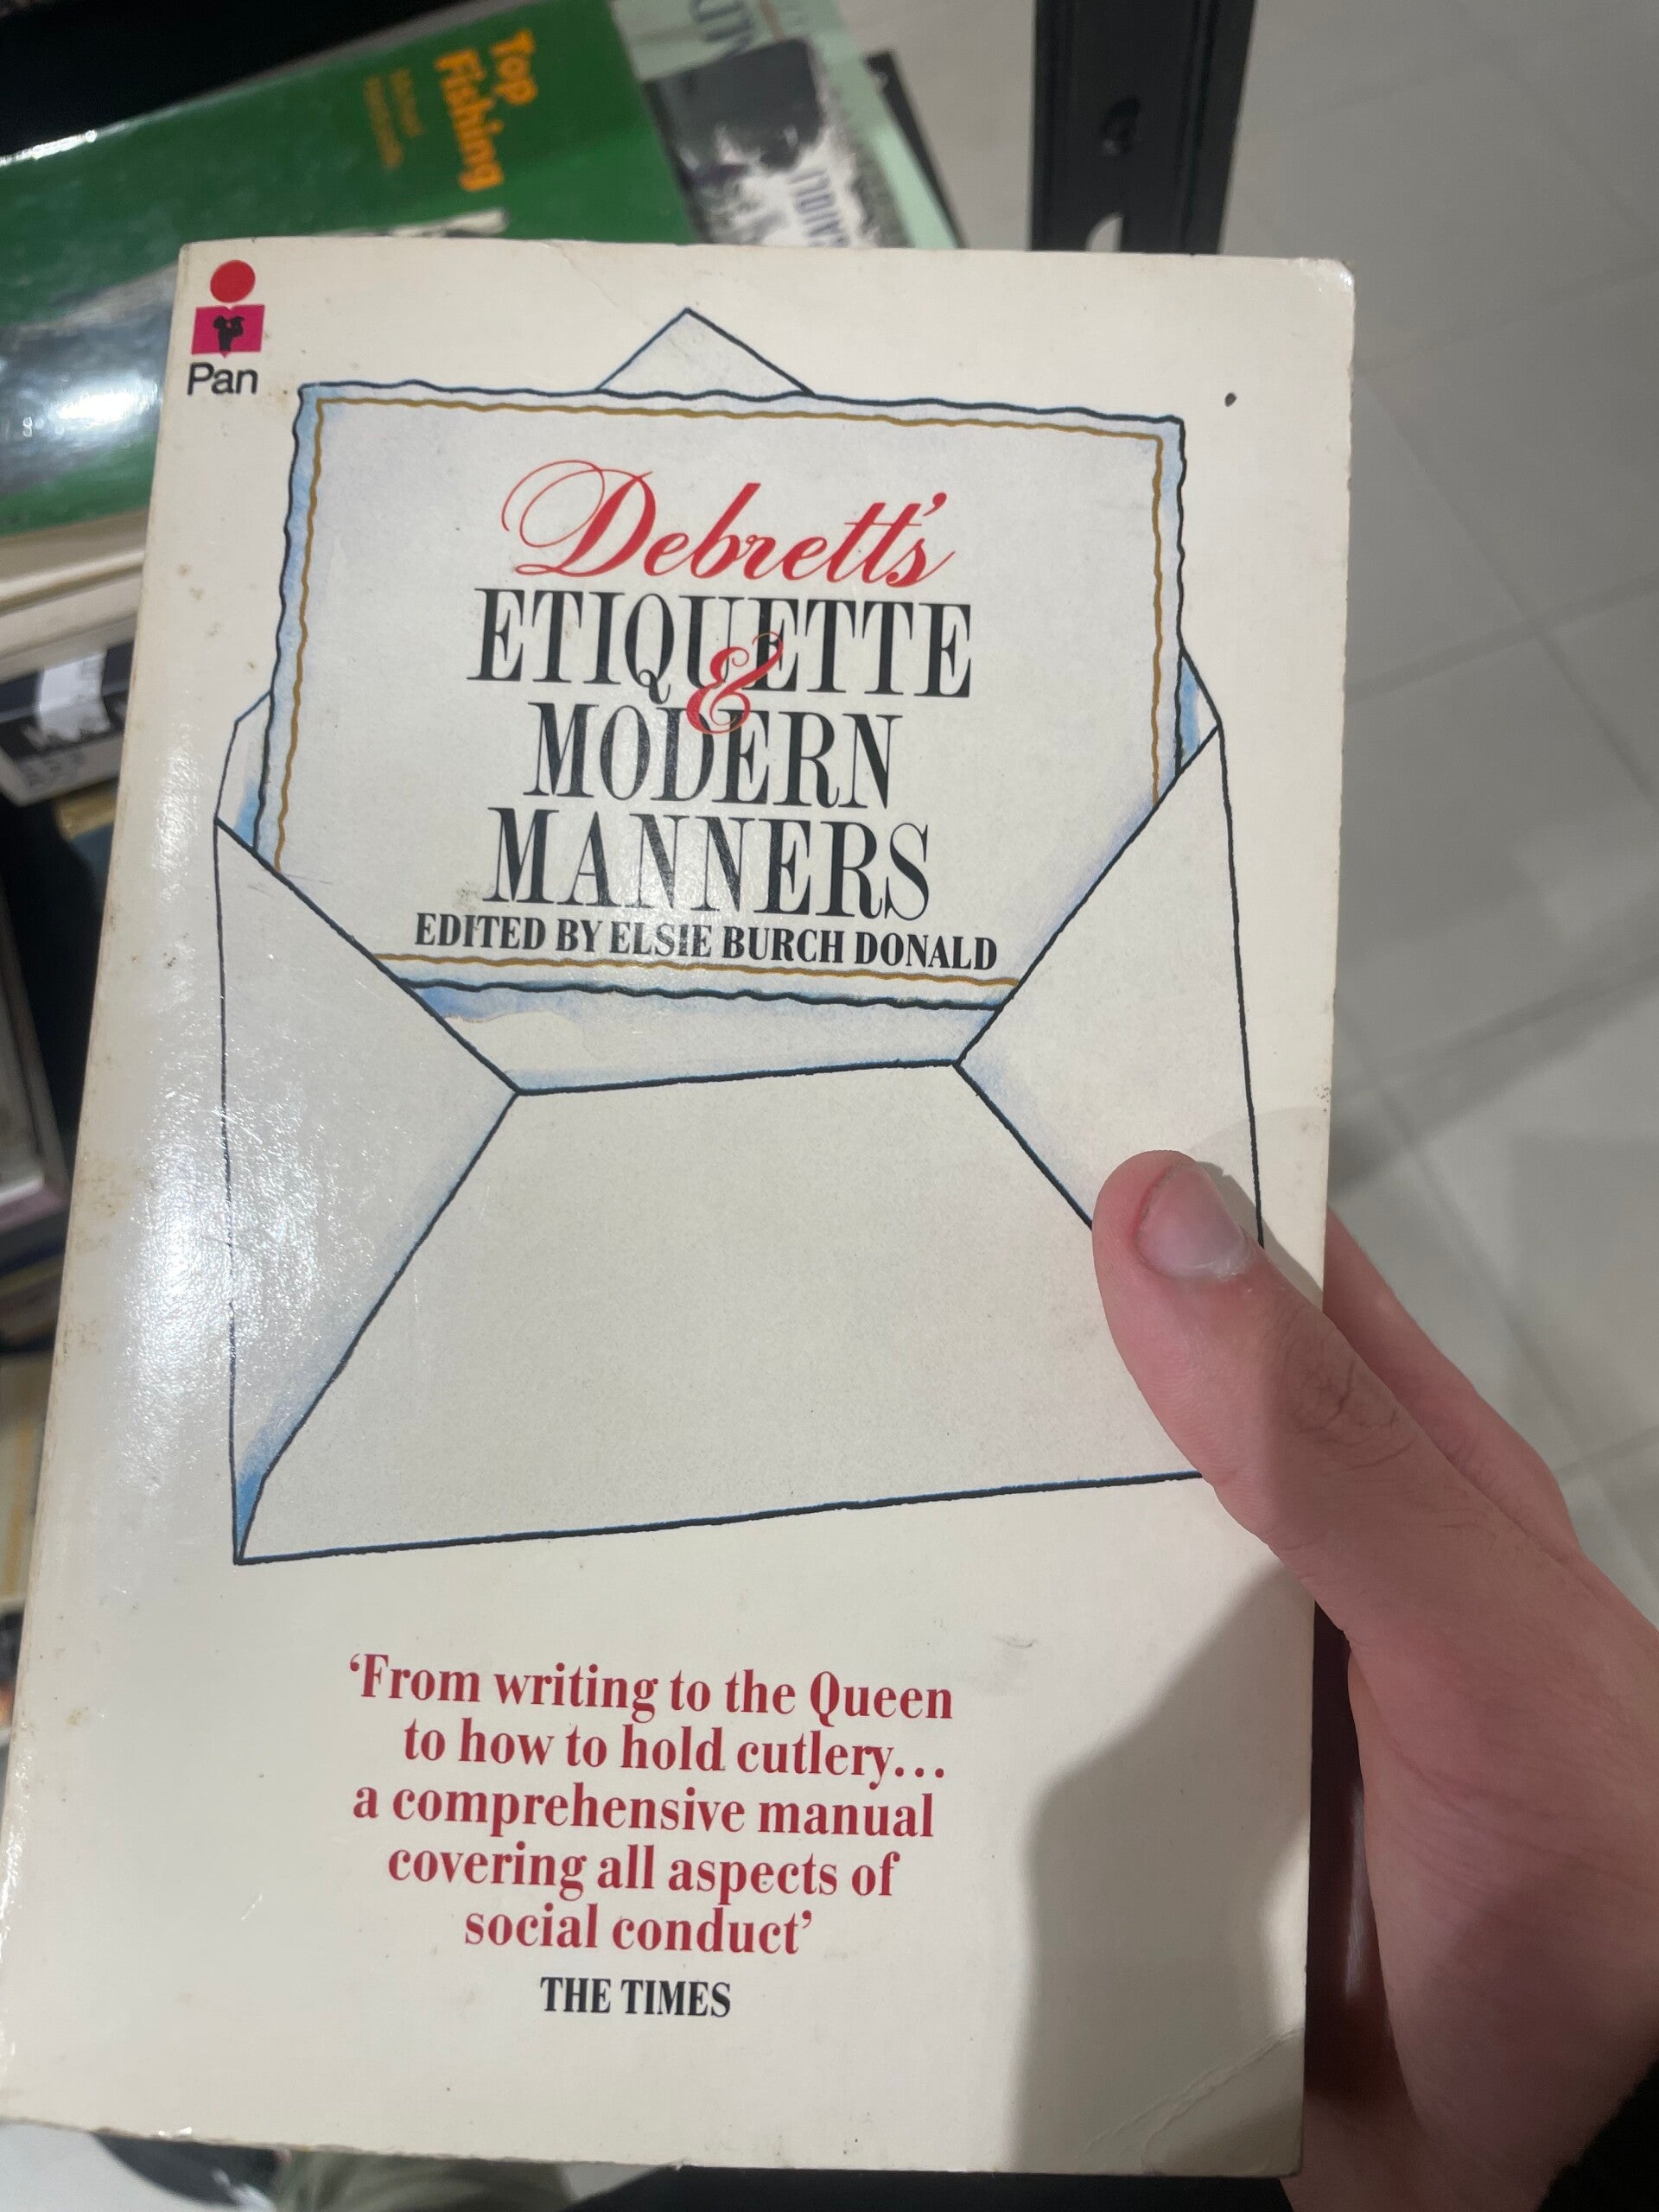 Top
Fishing
Pan
Debrett's
ETIQUETTE
&
MODERN
MANNERS
EDITED BY ELSIE BURCH DONALD
‘From writing to the Queen
to how to hold cutlery...
a comprehensive manual
covering all aspects of
social conduct’
THE TIMES